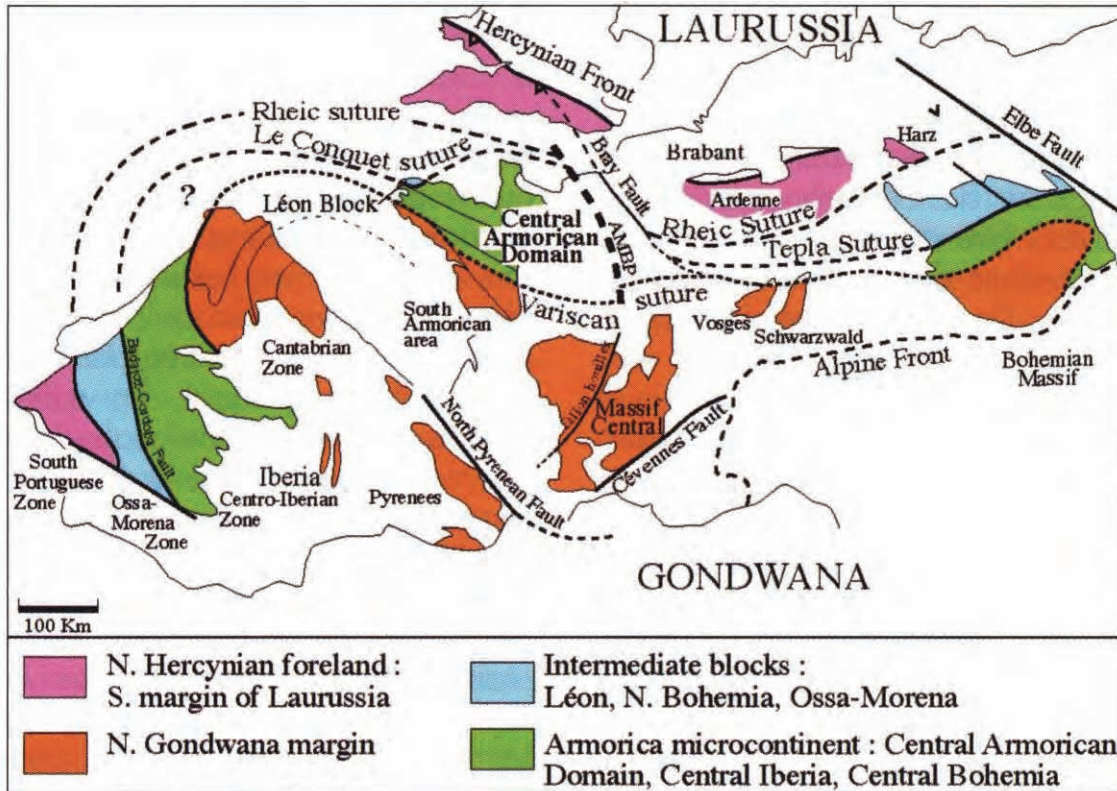 LAURUSSIA
Hercynian Front
Rheic suture
Le Conquet suture
?
Léon Block
Central
Armorican
Domain
Bray Fault
AMBP
Brabant
Ardenne
Harz
Elbe Fault
Rheic Suture
Tepla Suture
Variscan suture
South
Armorican
area
Vosges
Schwarzwald
Alpine Front
Bohemian
Massif
Cantabrian
Zone
Badajoz-Cordoba Fault
Massif
Central
Cévennes Fault
North Pyrenean Fault
South
Portuguese
Zone
Ossa-
Morena
Zone
Iberia
Centro-Iberian
Zone
Pyrenees
GONDWANA
100 Km
N. Hercynian foreland :
S. margin of Laurussia
N. Gondwana margin
Intermediate blocks :
Léon, N. Bohemia, Ossa-Morena
Armorica microcontinent : Central Armorican
Domain, Central Iberia, Central Bohemia